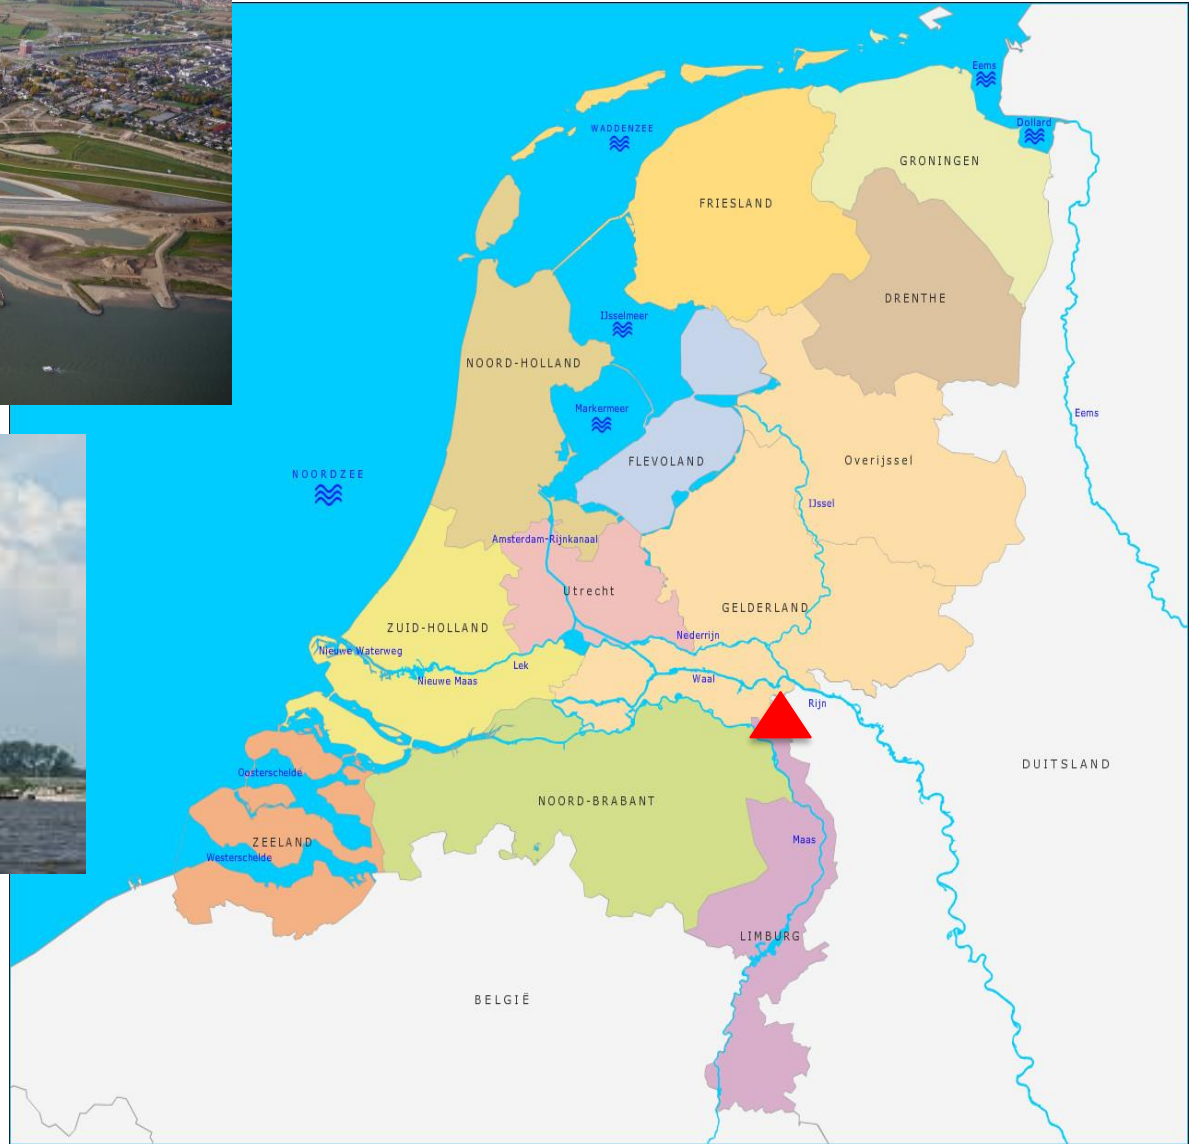 Eems
Dollard
WADDENZEE
GRONINGEN
FRIESLAND
DRENTHE
IJsselmeer
NOORD-HOLLAND
Markermeer
Eems
FLEVOLAND
Overijssel
NOORDZEE
IJssel
Amsterdam-Rijnkanaal
Utrecht
GELDERLAND
ZUID-HOLLAND
Nederrijn
Nieuwe Waterweg
Lek
Nieuwe Maas
Waal
Rijn
DUITSLAND
Oosterschelde
NOORD-BRABANT
ZEELAND
Maas
Westerschelde
LIMBURG
BELGIË